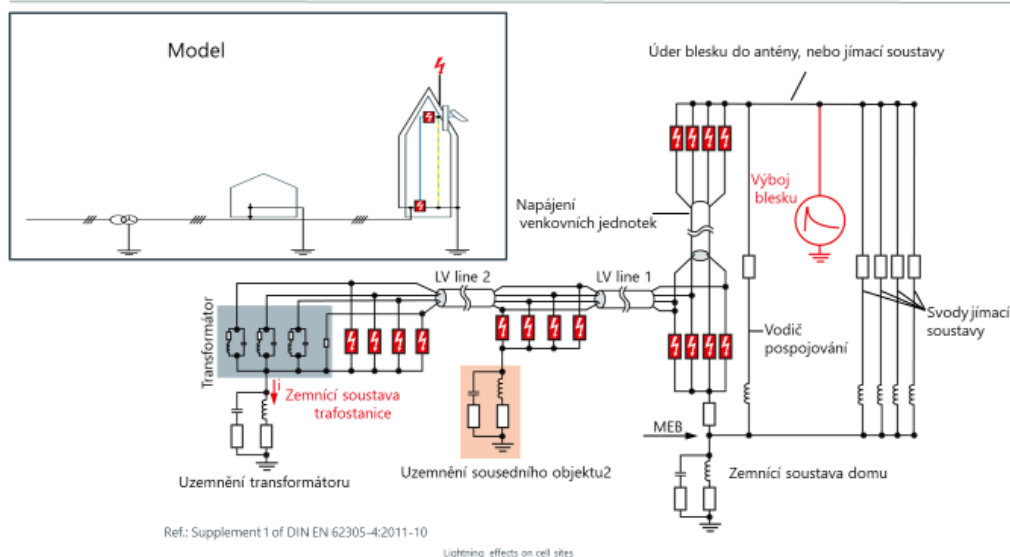 Model
Úder blesku do antény, nebo jímací soustavy
Výboj
blesku
Napájení
venkovních jednotek
LV line 2
LV line 1
Transformátor
Svody jímací
soustavy
Vodič
pospojování
i
Zemnící soustava
trafostanice
MEB
Uzemnění transformátoru
Uzemnění sousedního objektu2
Zemnící soustava domu
Ref.: Supplement 1 of DIN EN 62305-4:2011-10
Lightning effects on cell sites